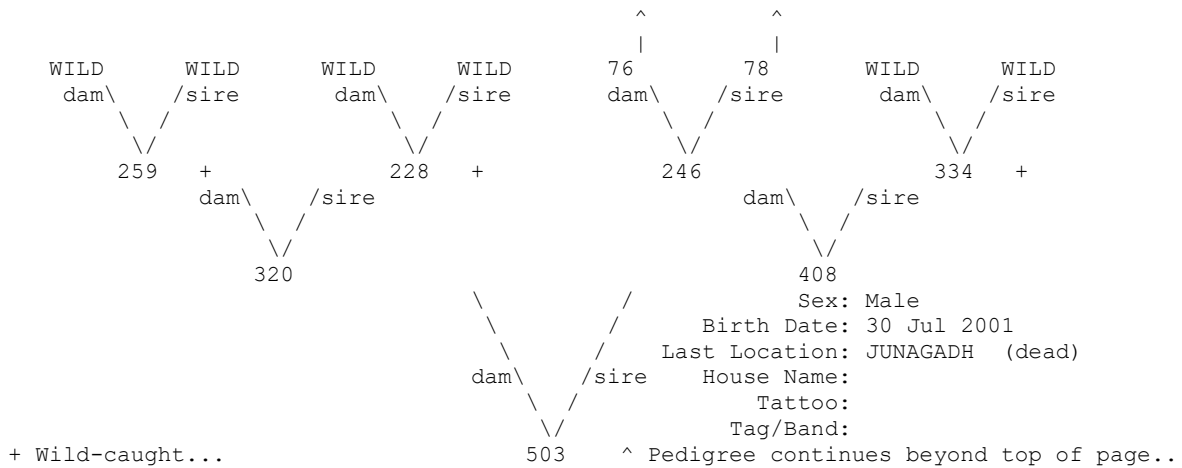 ^ ^
| |
WILD WILD WILD WILD 76 78 WILD WILD
dam\ /sire dam\ /sire dam\ /sire dam\ /sire
\ / \ / \ / \ /
\/ \/ \/ \/
259 + 228 + 246 334 +
dam\ /sire dam\ /sire
\ / \ /
\/ \/
320 408
\ / Sex: Male
\ / Birth Date: 30 Jul 2001
\ / Last Location: JUNAGADH (dead)
dam\ /sire House Name:
\ / Tattoo:
\/ Tag/Band:
+ Wild-caught... 503 ^ Pedigree continues beyond top of page..